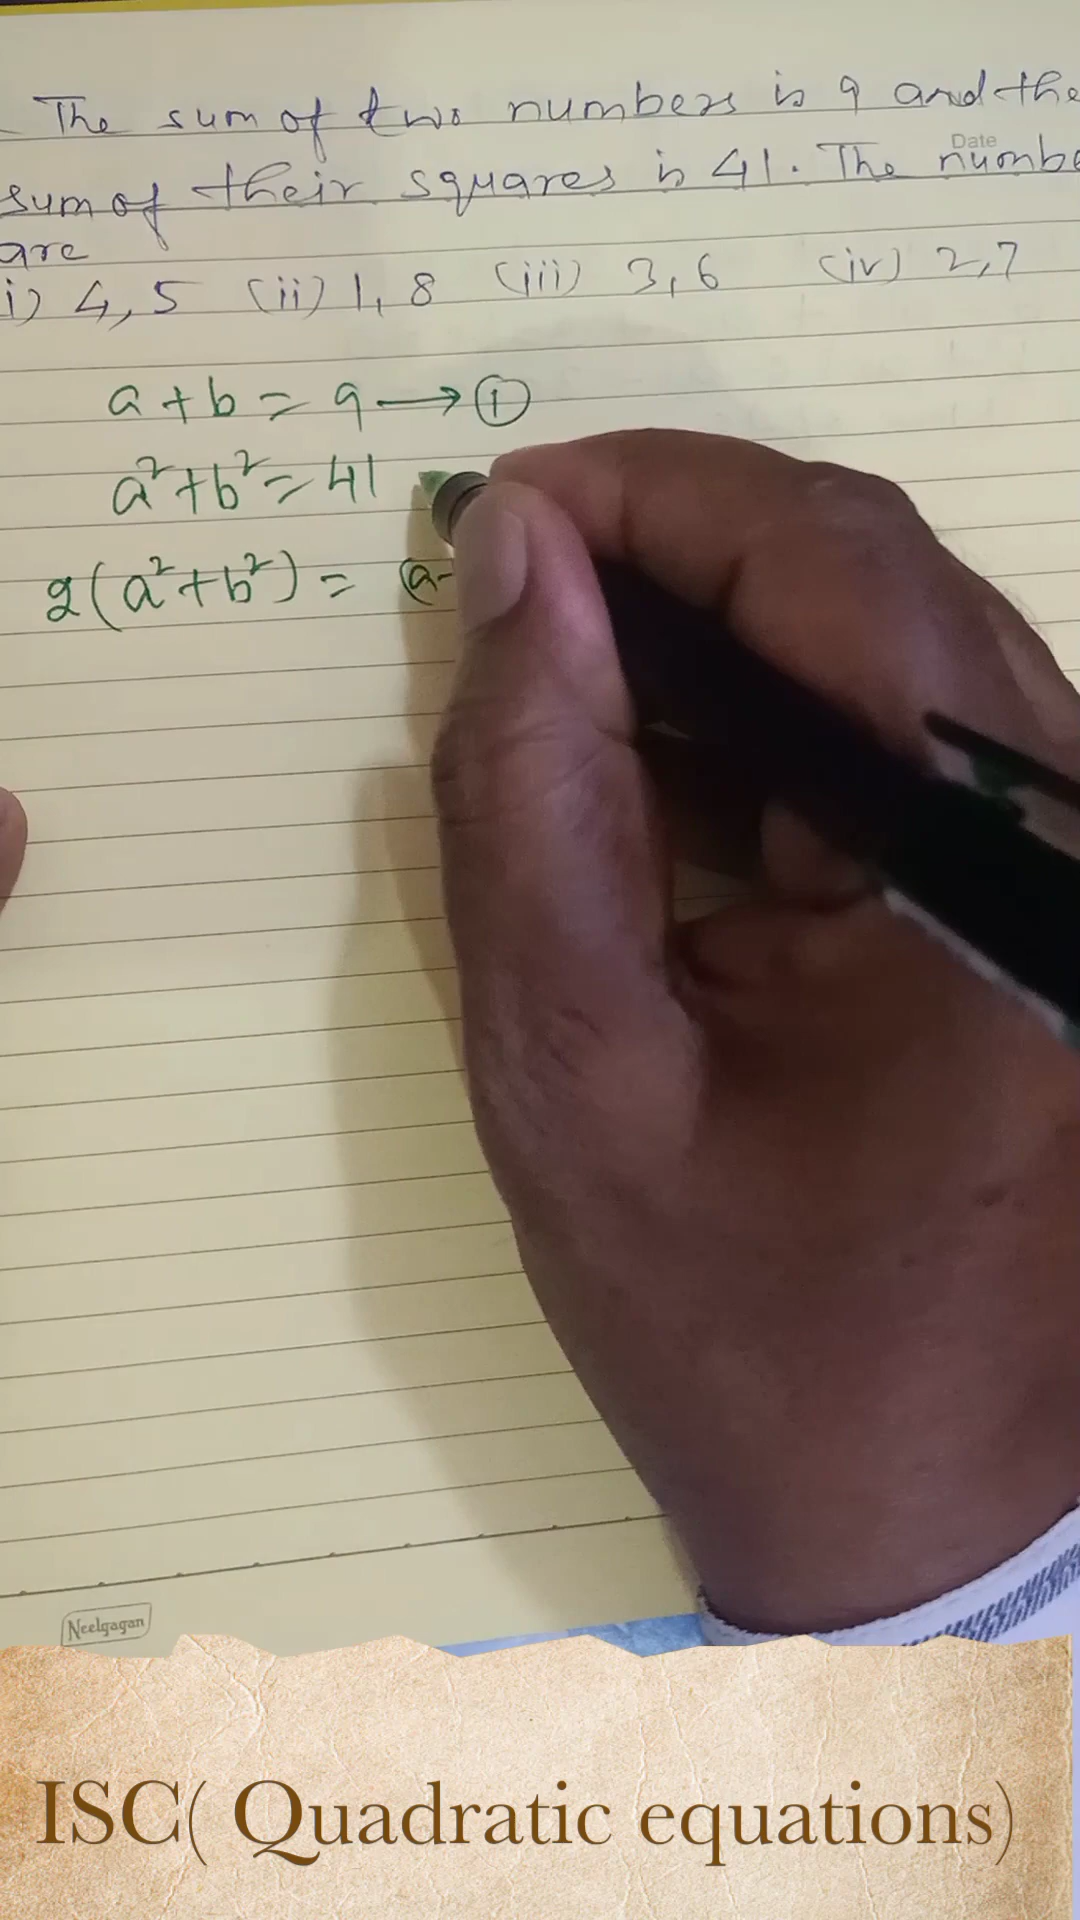 The sum of two numbers is 9 and the
Date
sum of their squares is 41. The numbe
are
i) 4, 5 (ii) 1, 8 (iii) 3, 6 (iv) 2, 7
a + b = 9 → ①
a² + b² = 41
2(a² + b²) = (a-
Neelgagan
ISC( Quadratic equations)